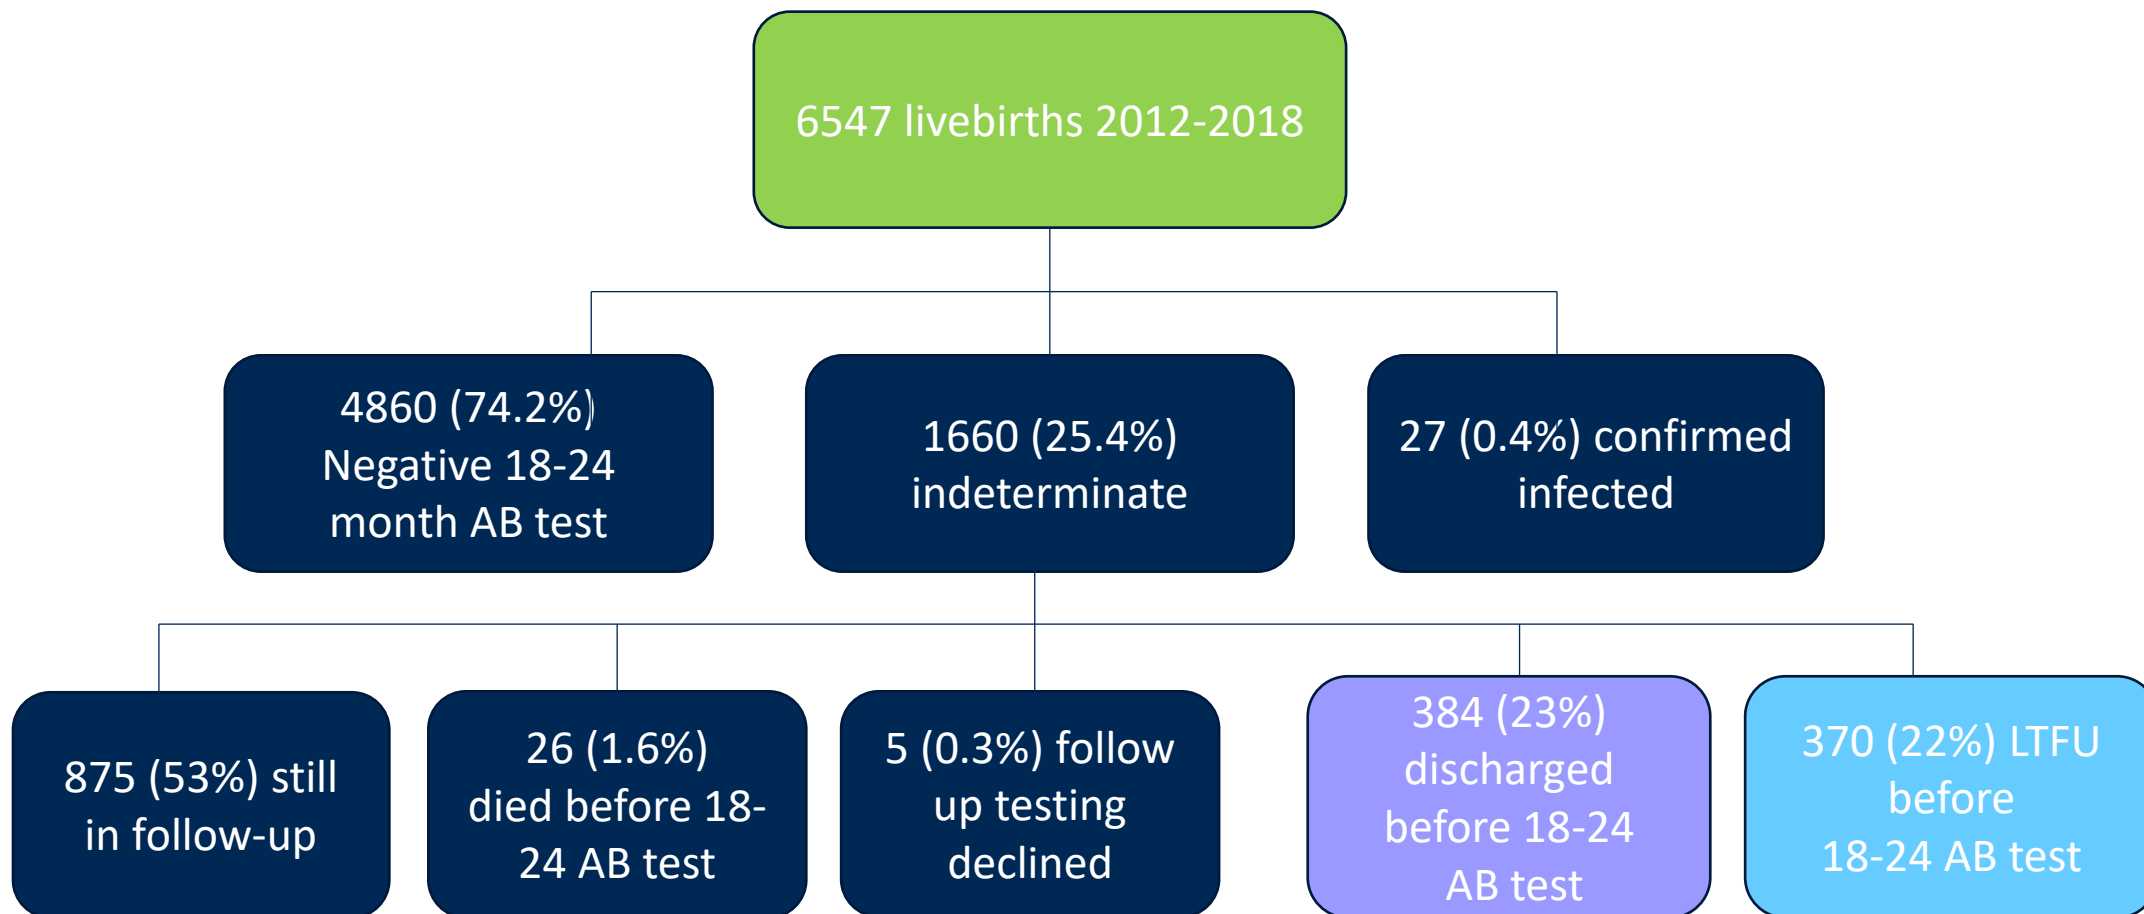 6547 livebirths 2012-2018
4860 (74.2%)
Negative 18-24
month AB test
1660 (25.4%)
indeterminate
27 (0.4%) confirmed
infected
875 (53%) still
in follow-up
26 (1.6%)
died before 18-
24 AB test
5 (0.3%) follow
up testing
declined
384 (23%)
discharged
before 18-24
AB test
370 (22%) LTFU
before
18-24 AB test